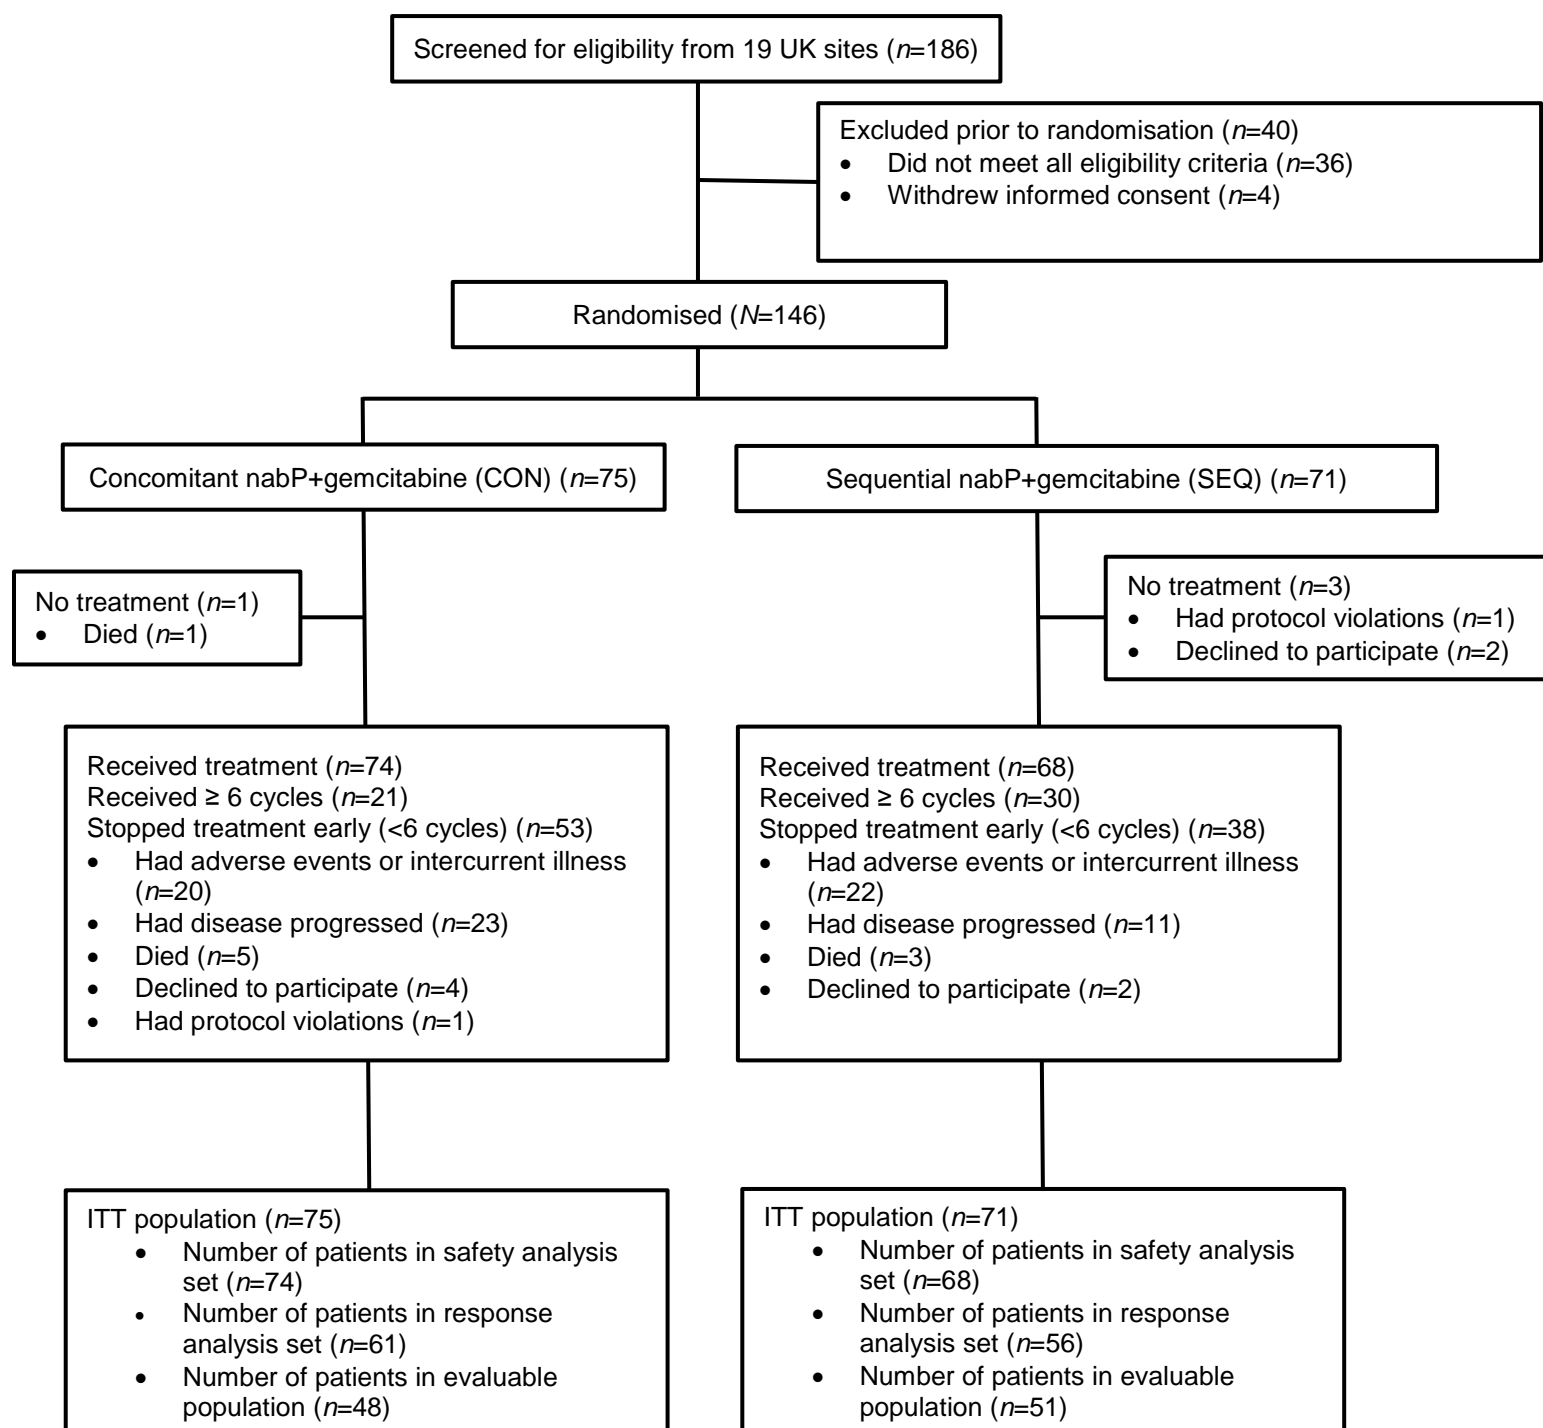 Screened for eligibility from 19 UK sites (n=186)
Excluded prior to randomisation (n=40)
• Did not meet all eligibility criteria (n=36)
• Withdrew informed consent (n=4)
Randomised (N=146)
Concomitant nabP+gemcitabine (CON) (n=75)
Sequential nabP+gemcitabine (SEQ) (n=71)
No treatment (n=1)
• Died (n=1)
No treatment (n=3)
• Had protocol violations (n=1)
• Declined to participate (n=2)
Received treatment (n=74)
Received ≥ 6 cycles (n=21)
Stopped treatment early (<6 cycles) (n=53)
• Had adverse events or intercurrent illness
(n=20)
• Had disease progressed (n=23)
• Died (n=5)
• Declined to participate (n=4)
• Had protocol violations (n=1)
Received treatment (n=68)
Received ≥ 6 cycles (n=30)
Stopped treatment early (<6 cycles) (n=38)
• Had adverse events or intercurrent illness
(n=22)
• Had disease progressed (n=11)
• Died (n=3)
• Declined to participate (n=2)
ITT population (n=75)
• Number of patients in safety analysis
set (n=74)
• Number of patients in response
analysis set (n=61)
• Number of patients in evaluable
population (n=48)
ITT population (n=71)
• Number of patients in safety analysis
set (n=68)
• Number of patients in response
analysis set (n=56)
• Number of patients in evaluable
population (n=51)